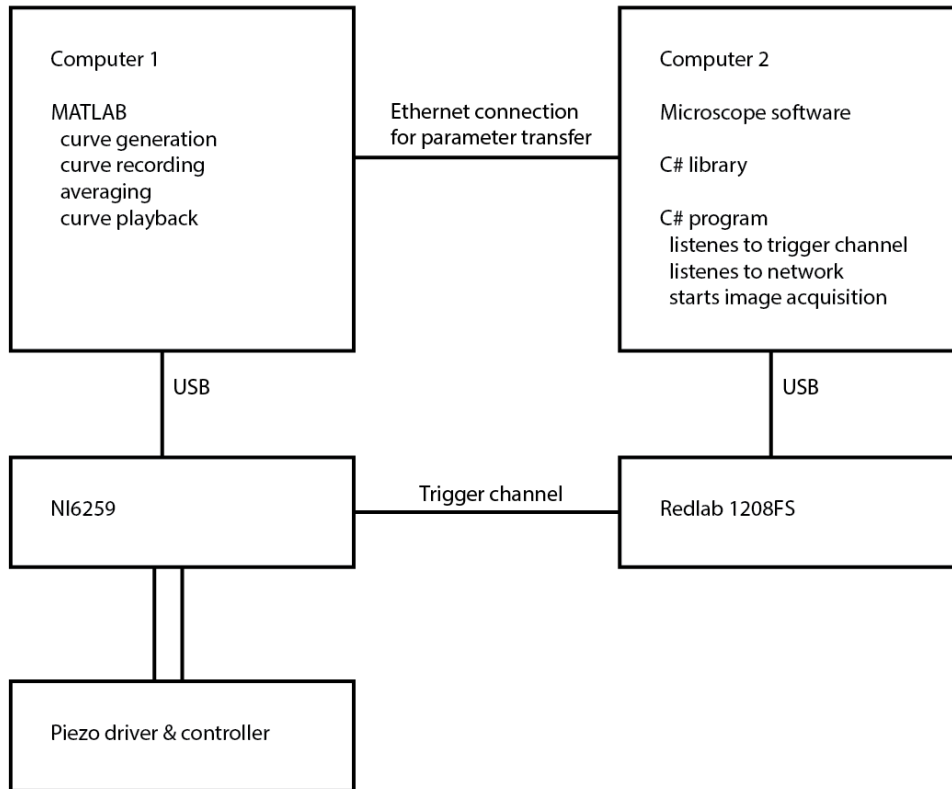 Computer 1
MATLAB
curve generation
curve recording
averaging
curve playback
Ethernet connection
for parameter transfer
Computer 2
Microscope software
C# library
C# program
listenes to trigger channel
listenes to network
starts image acquisition
USB
USB
NI6259
Trigger channel
Redlab 1208FS
Piezo driver & controller